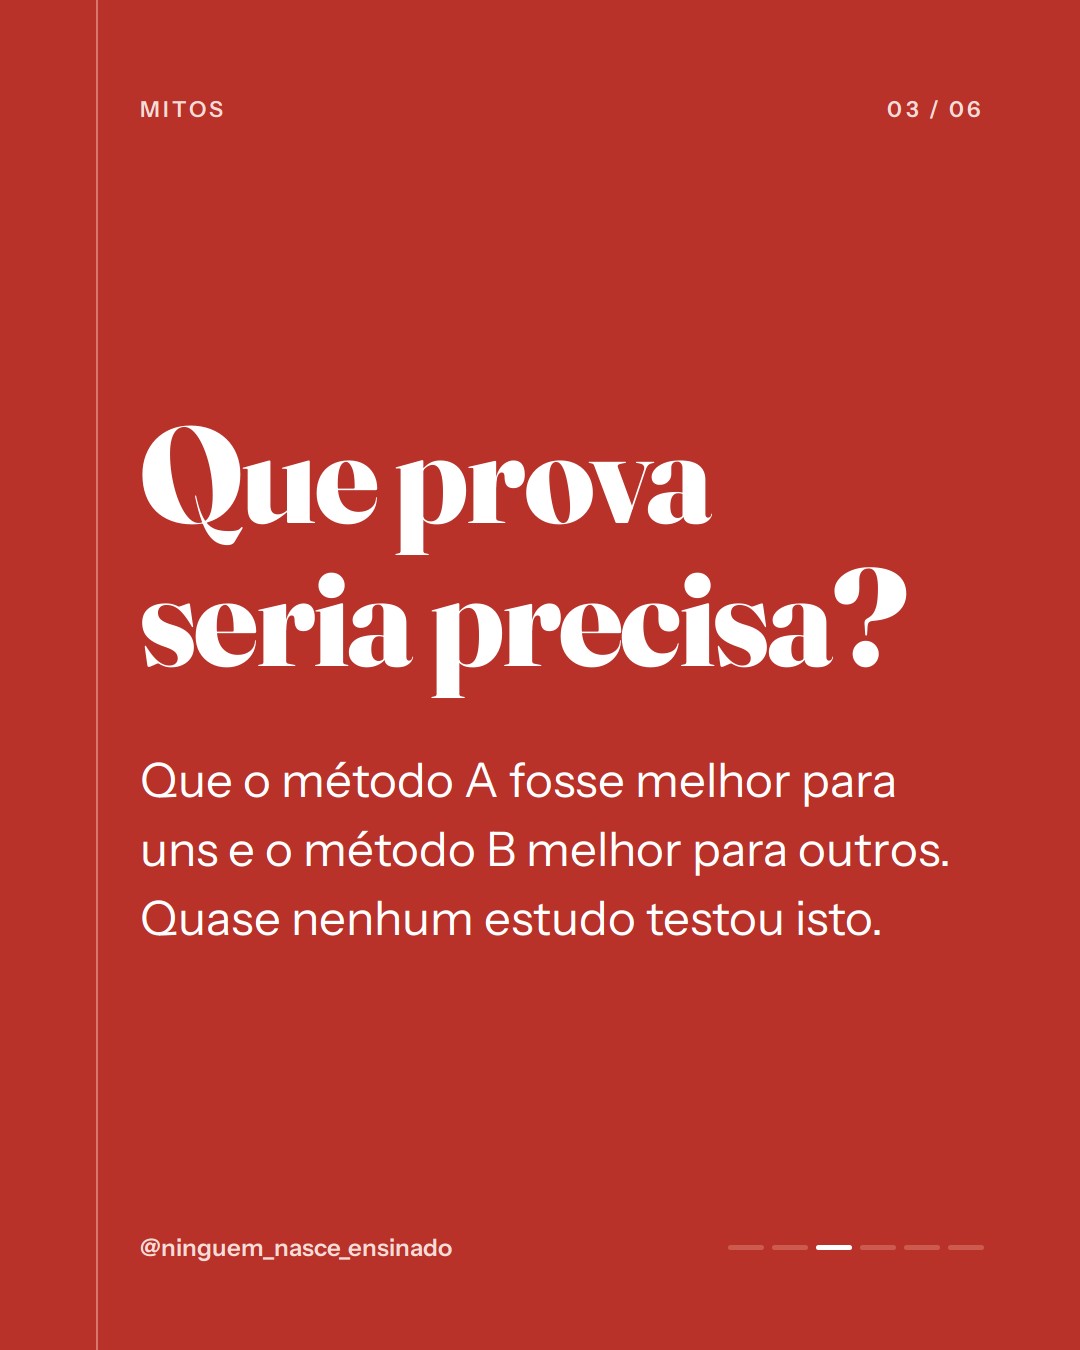 MITOS
03 / 06
Que prova
seria precisa?
Que o método A fosse melhor para
uns e o método B melhor para outros.
Quase nenhum estudo testou isto.
@ninguem_nasce_ensinado